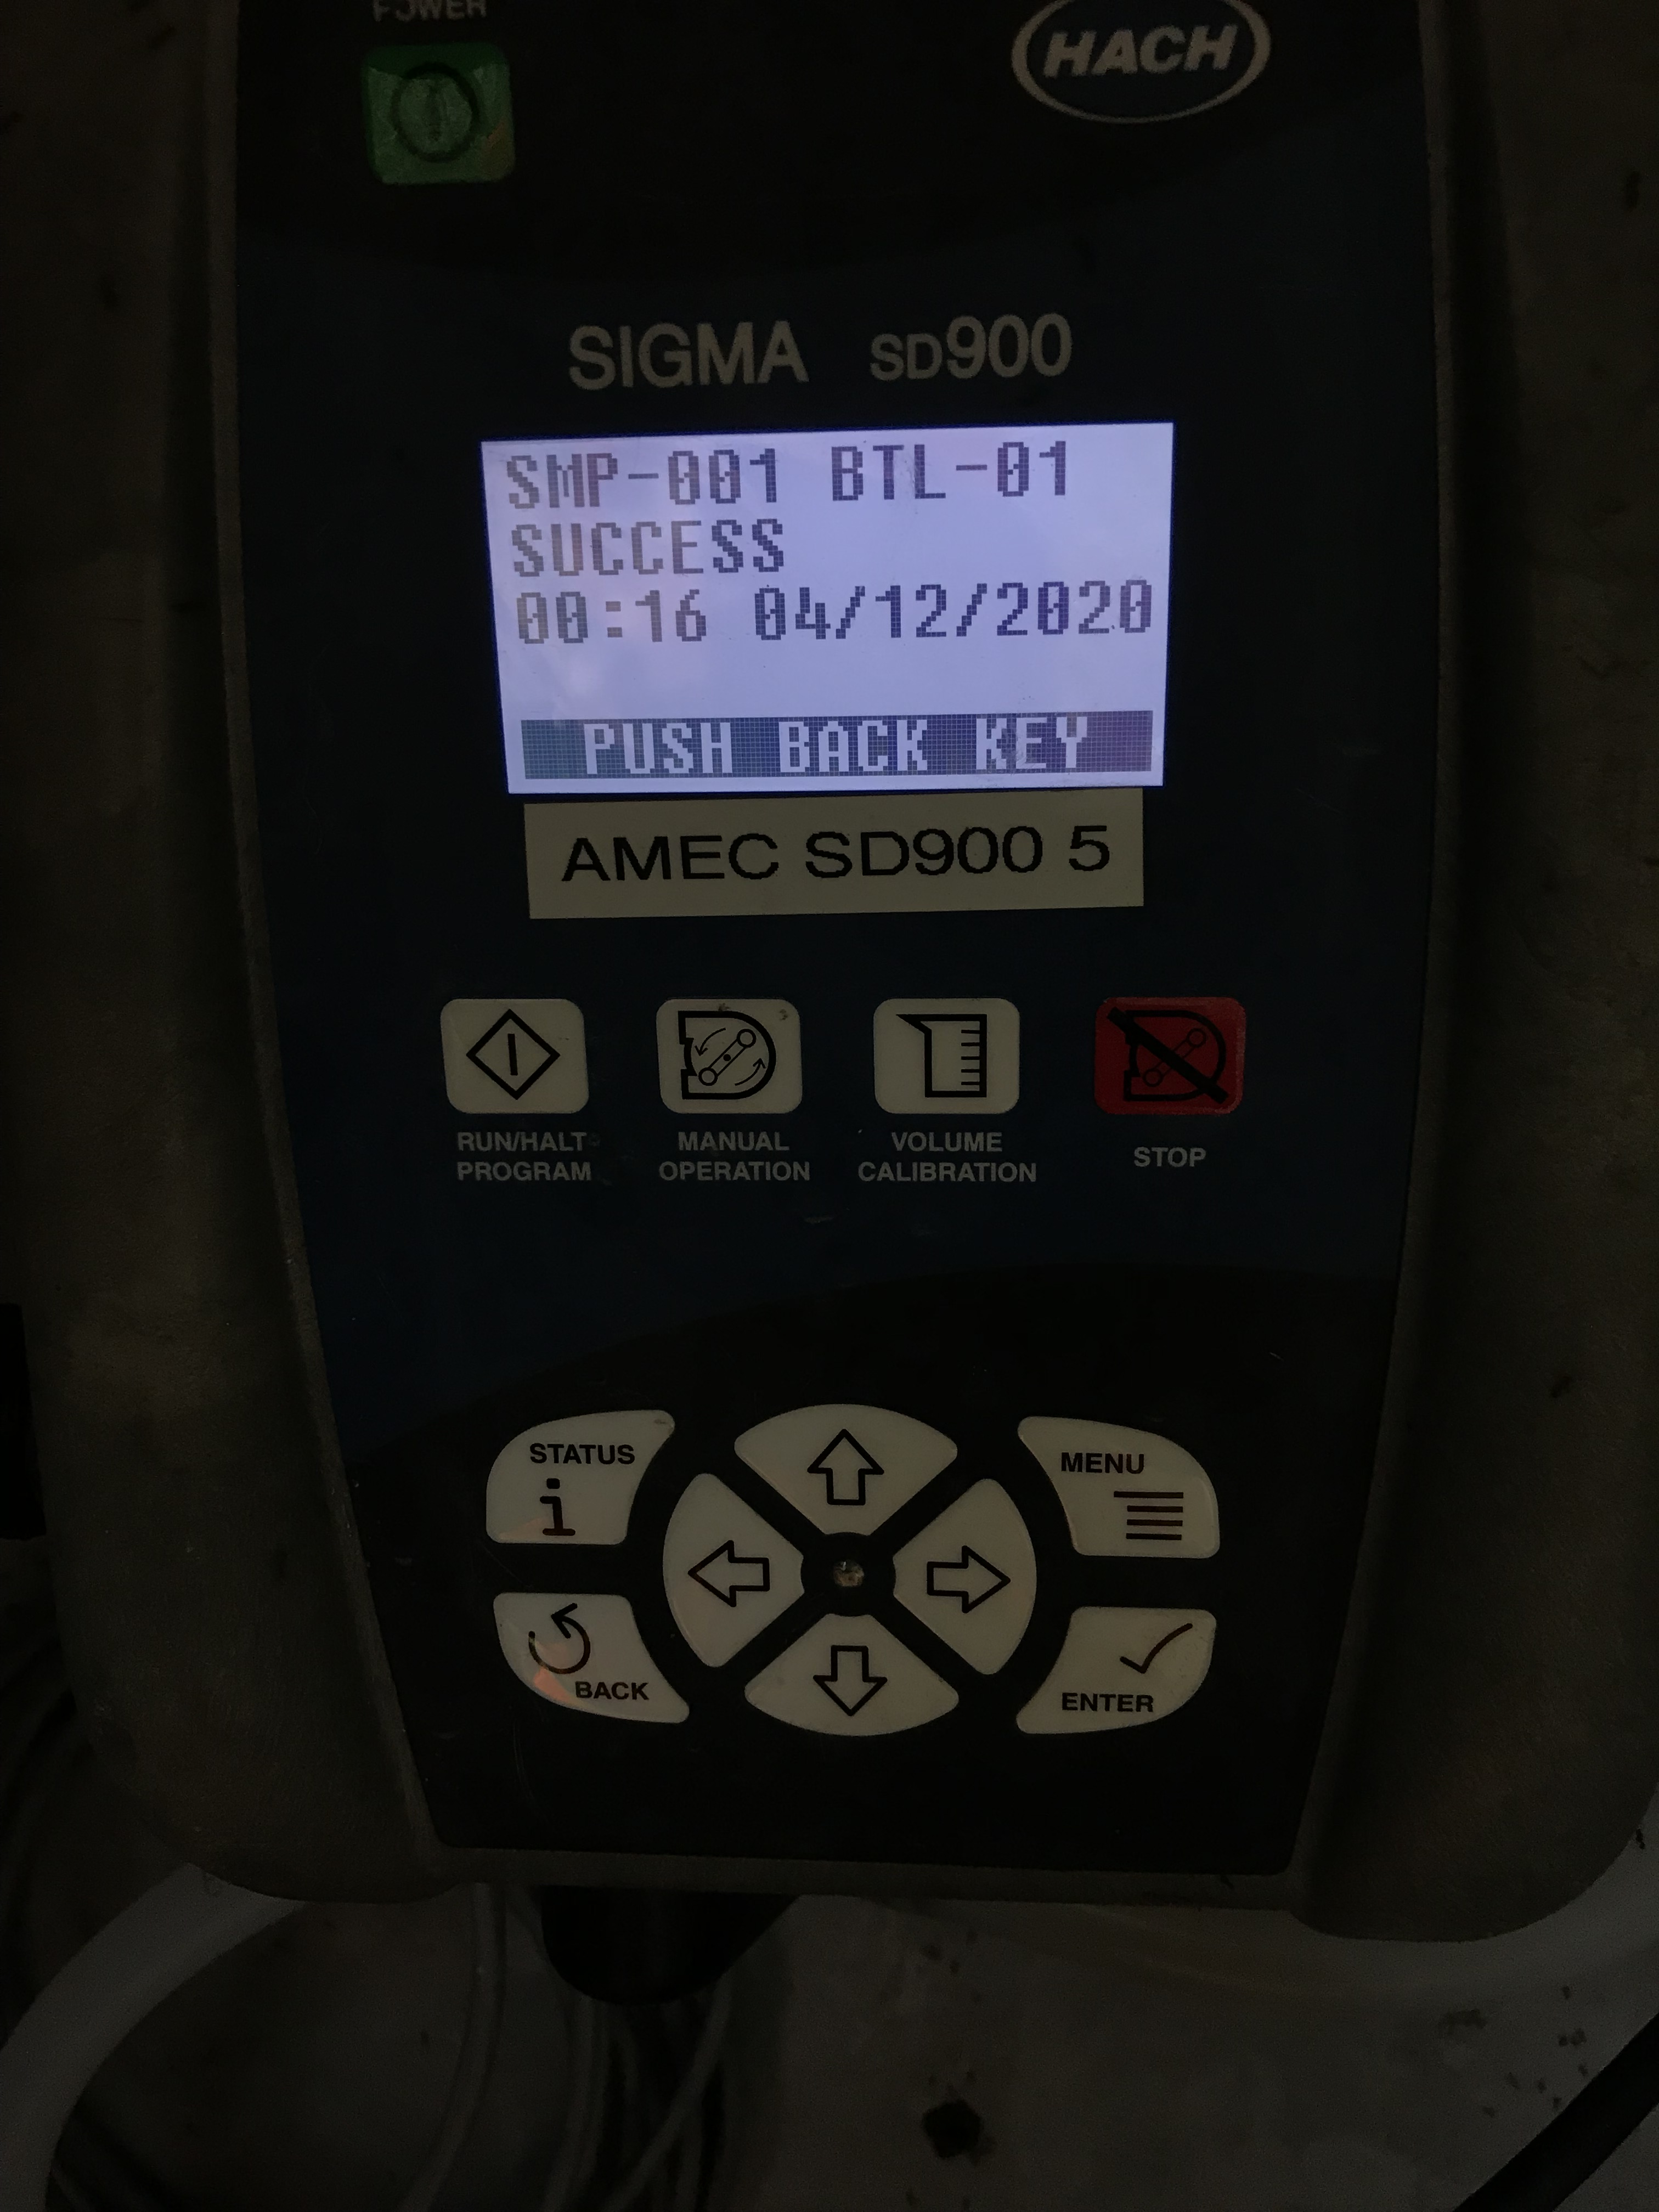 POWER
HACH
SIGMA SD900
SMP-001 BTL-01
SUCCESS
00:16 04/12/2020
PUSH BACK KEY
AMEC SD900 5
RUN/HALT PROGRAM
MANUAL OPERATION
VOLUME CALIBRATION
STOP
STATUS
i
MENU
BACK
ENTER